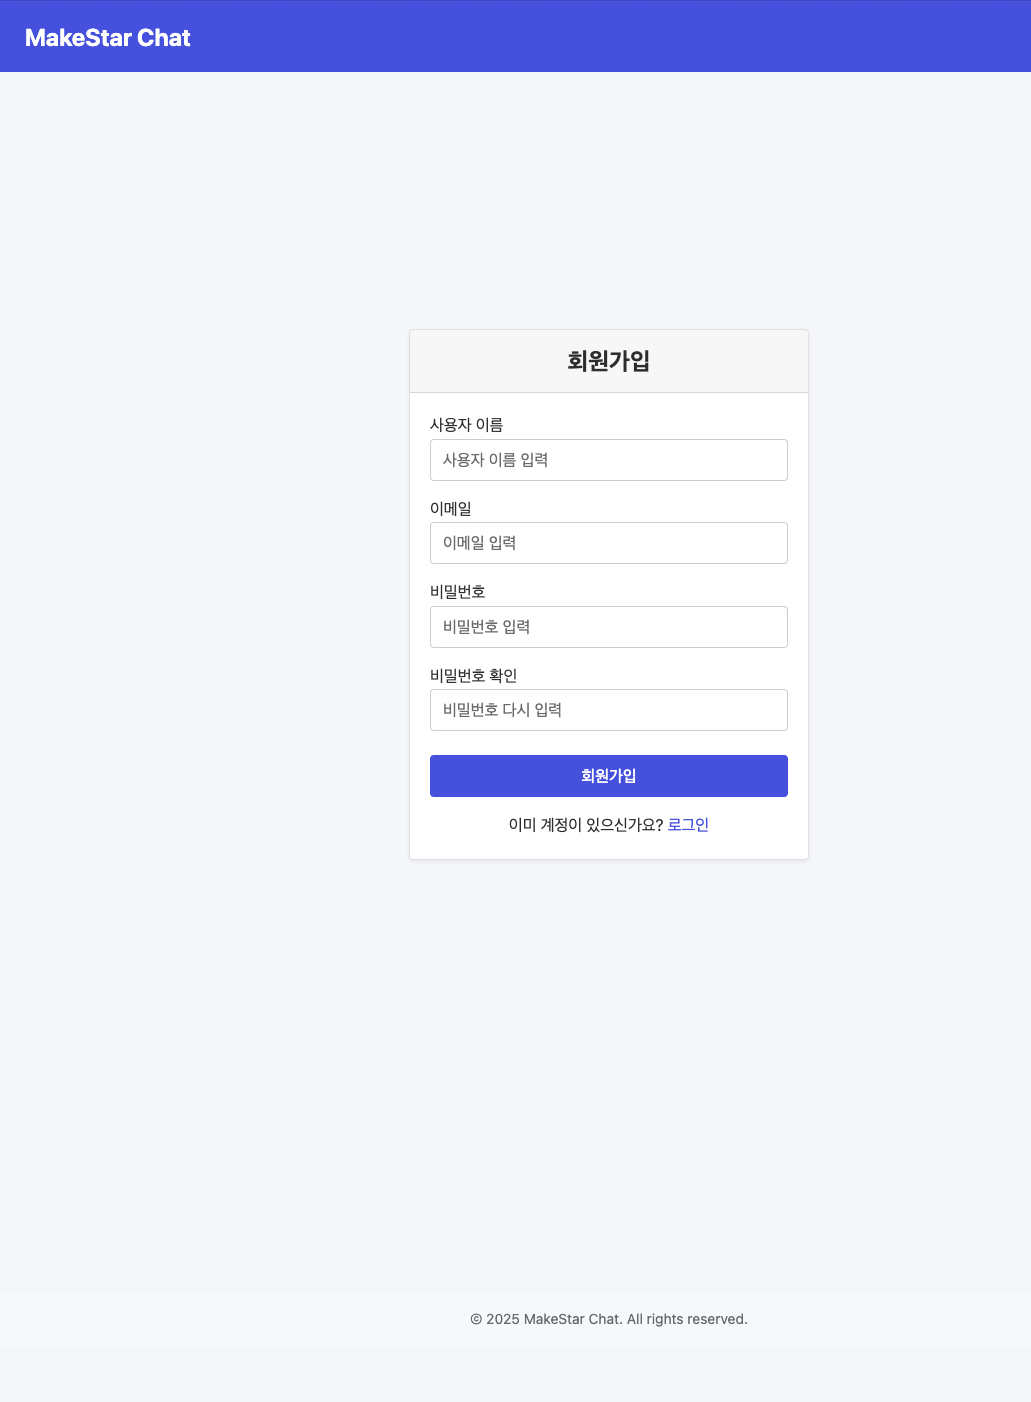 MakeStar Chat
회원가입
사용자 이름
사용자 이름 입력
이메일
이메일 입력
비밀번호
비밀번호 입력
비밀번호 확인
비밀번호 다시 입력
회원가입
이미 계정이 있으신가요? 로그인
© 2025 MakeStar Chat. All rights reserved.